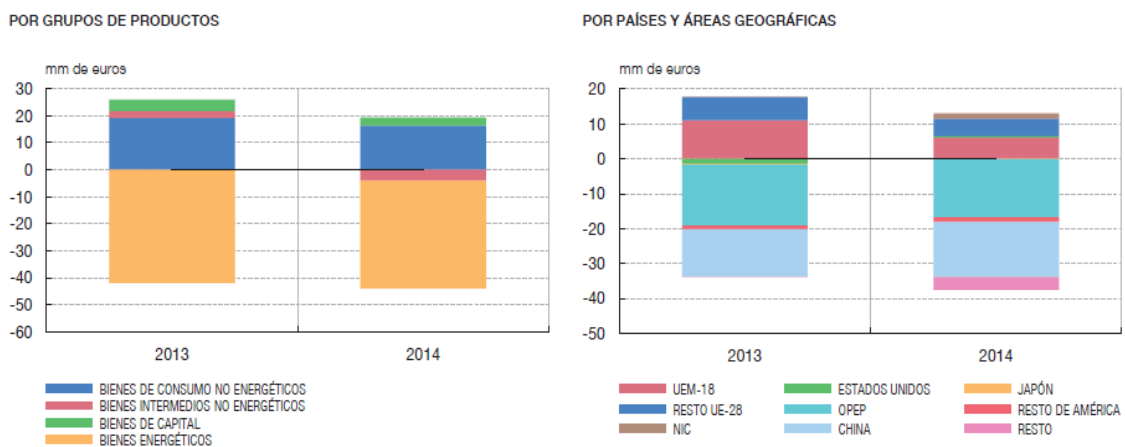 POR GRUPOS DE PRODUCTOS
mm de euros
30
20
10
0
-10
-20
-30
-40
-50
-60
2013
2014
BIENES DE CONSUMO NO ENERGÉTICOS
BIENES INTERMEDIOS NO ENERGÉTICOS
BIENES DE CAPITAL
BIENES ENERGÉTICOS
POR PAÍSES Y ÁREAS GEOGRÁFICAS
mm de euros
20
10
0
-10
-20
-30
-40
-50
2013
2014
UEM-18
RESTO UE-28
NIC
ESTADOS UNIDOS
OPEP
CHINA
JAPÓN
RESTO DE AMÉRICA
RESTO